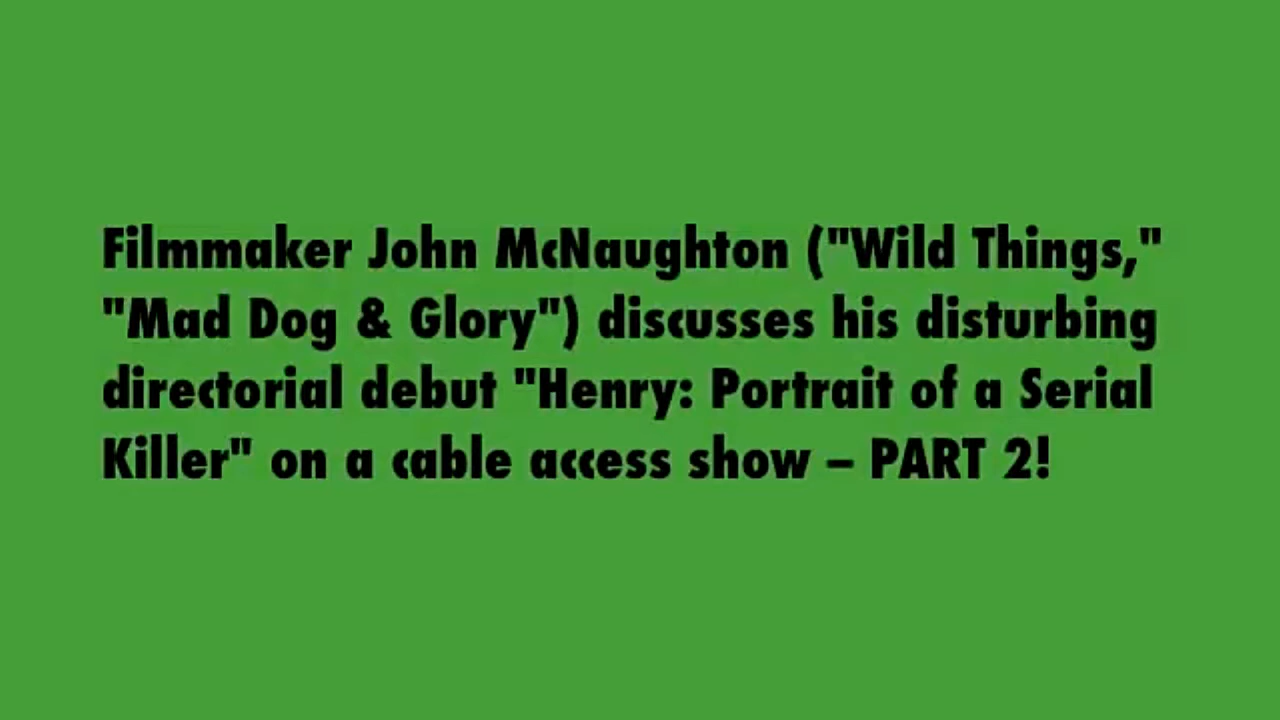 Filmmaker John McNaughton ("Wild Things,"
"Mad Dog & Glory") discusses his disturbing
directorial debut "Henry: Portrait of a Serial
Killer" on a cable access show – PART 2!